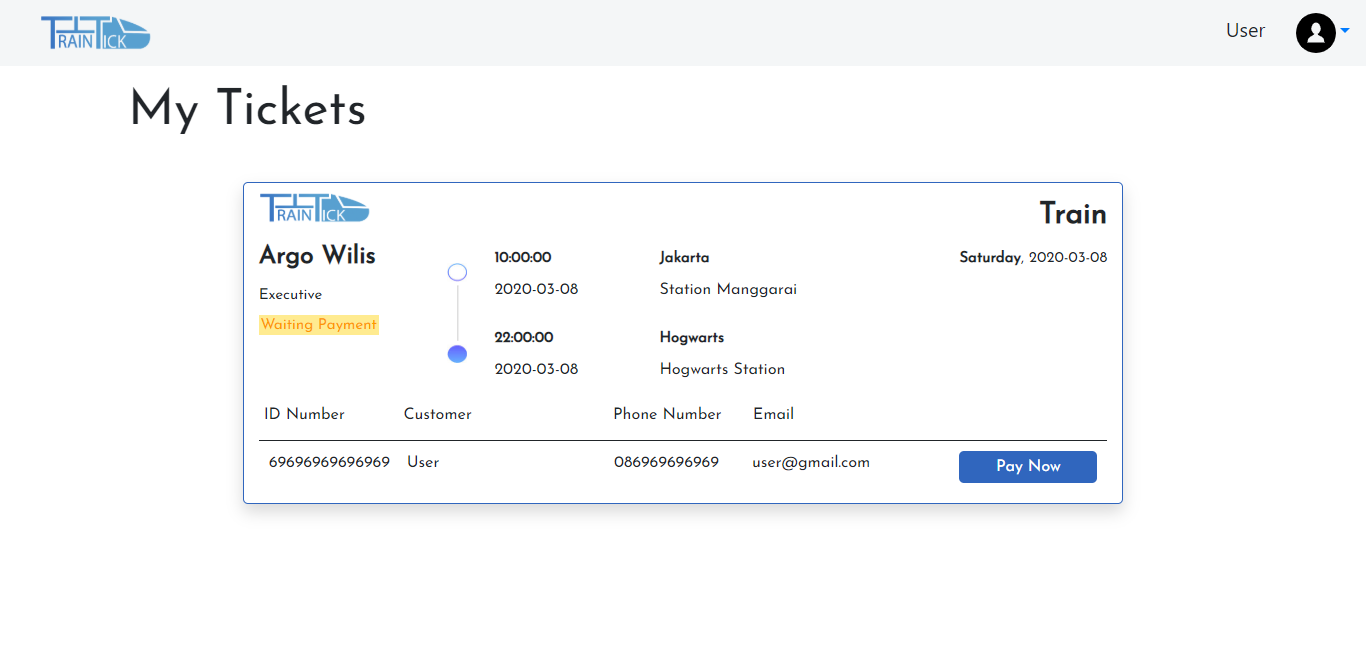 TRAINTICK User
My Tickets
TRAINTICK Train
Argo Wilis 10:00:00 Jakarta Saturday, 2020-03-08
2020-03-08 Station Manggarai
Executive
Waiting Payment
22:00:00 Hogwarts
2020-03-08 Hogwarts Station
ID Number Customer Phone Number Email
69696969696969 User 086969696969 user@gmail.com Pay Now